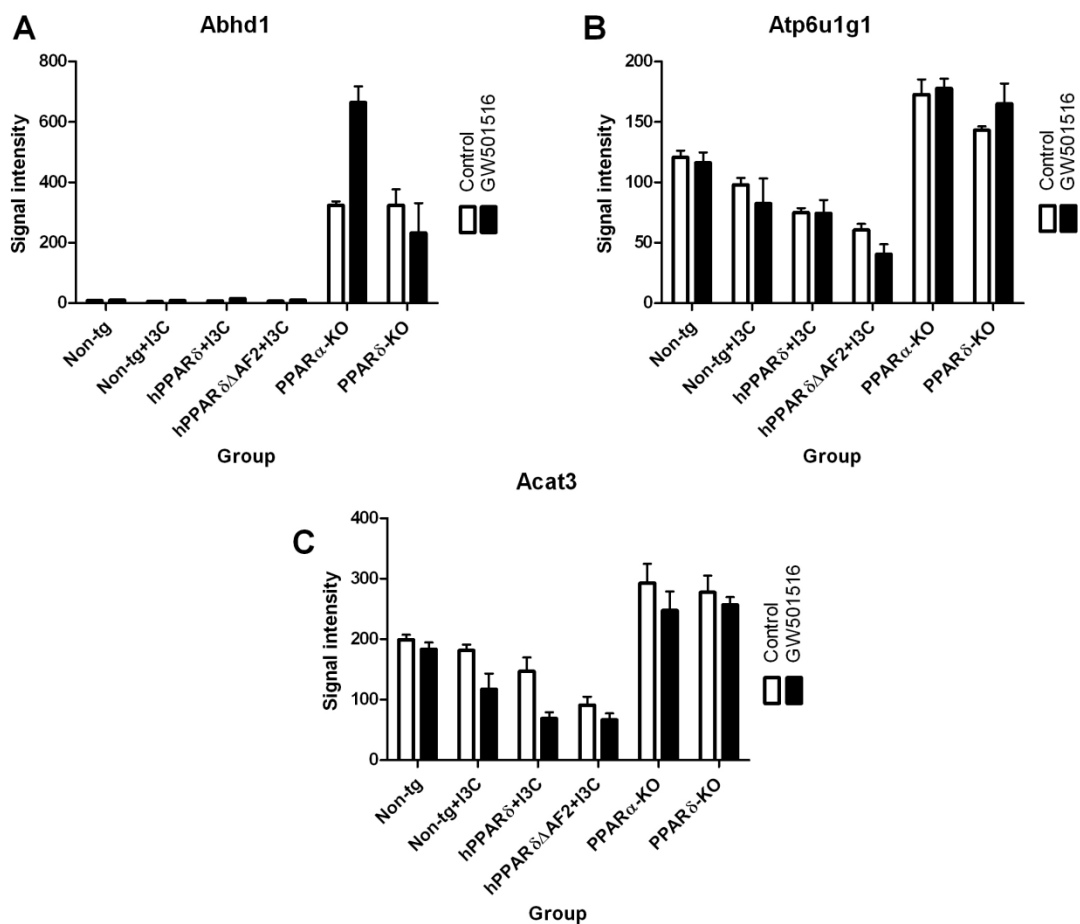 A
Abhd1
800
600
400
200
0
Signal intensity
Non-tg
Non-tg+I3C
hPPARδ+I3C
hPPARδΔAF2+I3C
PPARα-KO
PPARδ-KO
Group
Control
GW501516
B
Atp6u1g1
200
150
100
50
0
Signal intensity
Non-tg
Non-tg+I3C
hPPARδ+I3C
hPPARδΔAF2+I3C
PPARα-KO
PPARδ-KO
Group
Control
GW501516
C
Acat3
400
300
200
100
0
Signal intensity
Non-tg
Non-tg+I3C
hPPARδ+I3C
hPPARδΔAF2+I3C
PPARα-KO
PPARδ-KO
Group
Control
GW501516